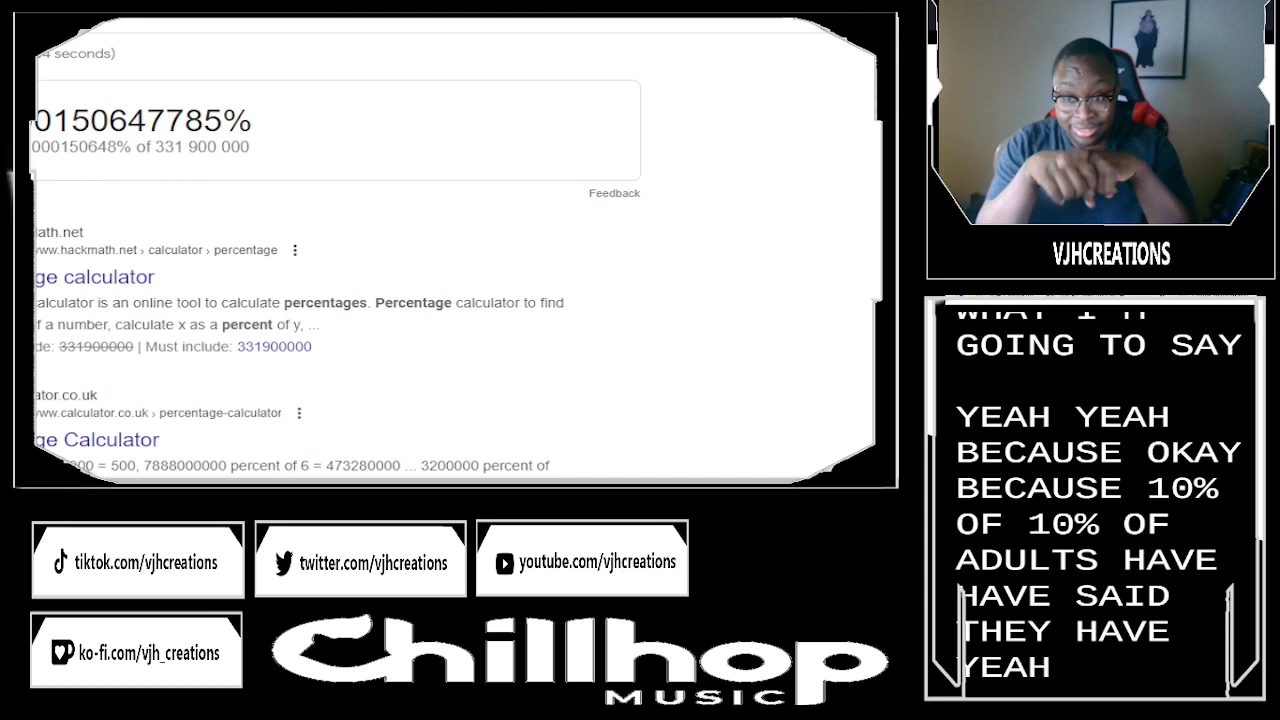 4 seconds)
0150647785%
000150648% of 331 900 000
Feedback
ath.net
www.hackmath.net › calculator › percentage
ge calculator
alculator is an online tool to calculate percentages. Percentage calculator to find
f a number, calculate x as a percent of y, ...
de: 331900000 | Must include: 331900000
ator.co.uk
www.calculator.co.uk › percentage-calculator
ge Calculator
00 = 500, 7888000000 percent of 6 = 473280000 ... 3200000 percent of
VJHCREATIONS
WHAT I'M
GOING TO SAY
YEAH YEAH
BECAUSE OKAY
BECAUSE 10%
OF 10% OF
ADULTS HAVE
HAVE SAID
THEY HAVE
YEAH
tiktok.com/vjhcreations
twitter.com/vjhcreations
youtube.com/vjhcreations
ko-fi.com/vjh_creations
Chillhop
MUSIC